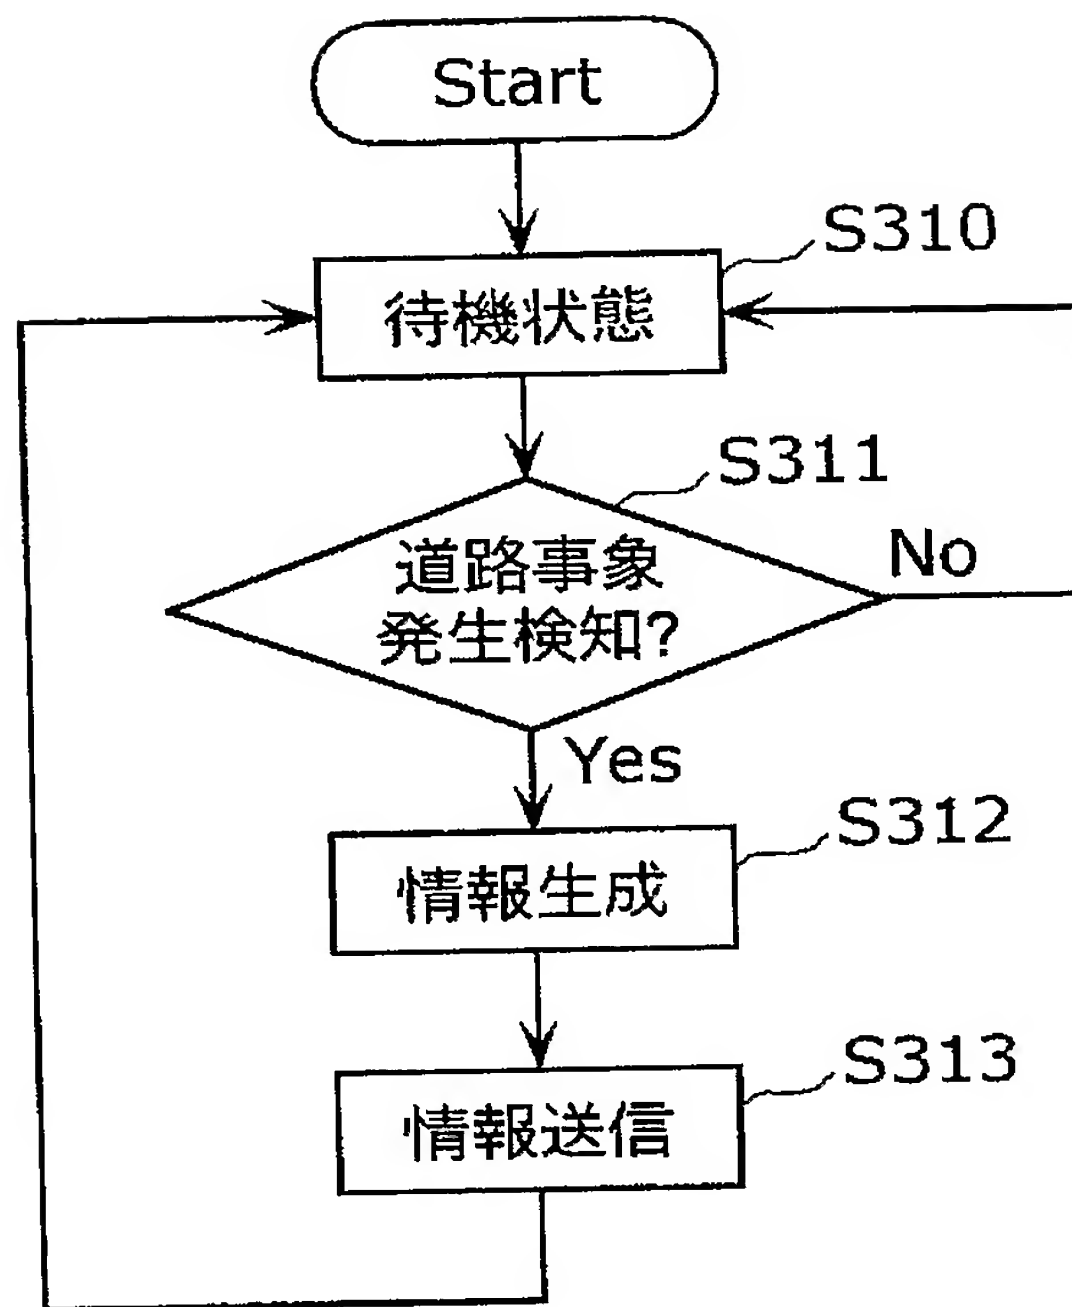 Start
S310
待機状態
S311
道路事象
発生検知?
No
Yes
S312
情報生成
S313
情報送信